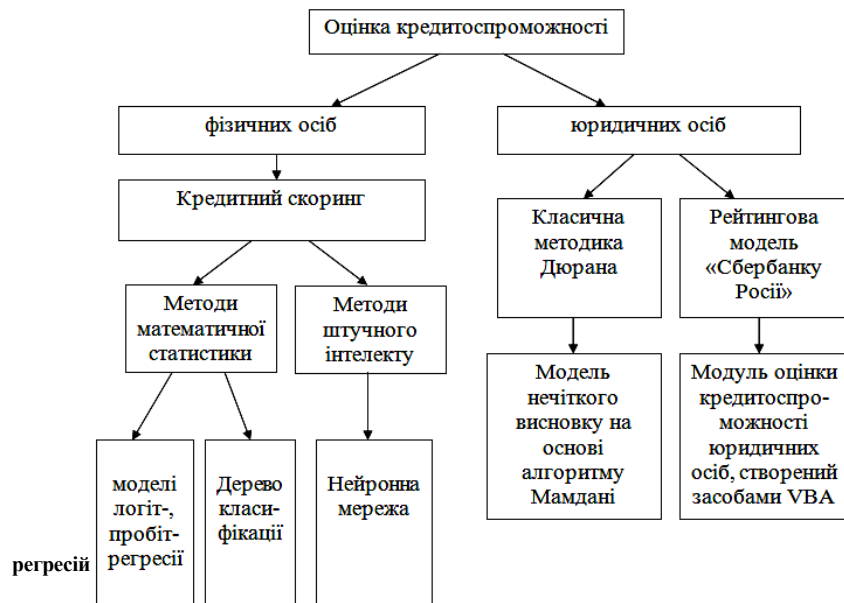 Оцінка кредитоспроможності
фізичних осіб
юридичних осіб
Кредитний скоринг
Класична
методика
Дюрана
Рейтингова
модель
«Сбербанку
Росії»
Методи
математичної
статистики
Методи
штучного
інтелекту
Модель
нечіткого
висновку на
основі
алгоритму
Мамдані
Модуль оцінки
кредитоспро-
можності
юридичних
осіб, створений
засобами VBA
моделі
логіт-,
пробіт-
регресії
Дерево
класи-
фікації
Нейронна
мережа
регресій